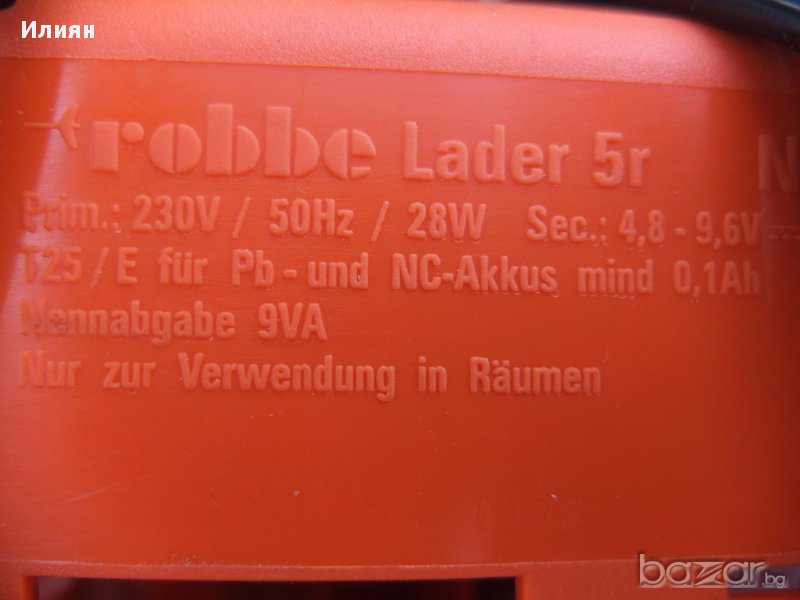 Илиян
robbe Lader 5r N
Prim.: 230V / 50Hz / 28W Sec.: 4,8 - 9,6V
T25 / E für Pb - und NC-Akkus mind 0,1Ah
Nennabgabe 9VA
Nur zur Verwendung in Räumen
bazar.bg